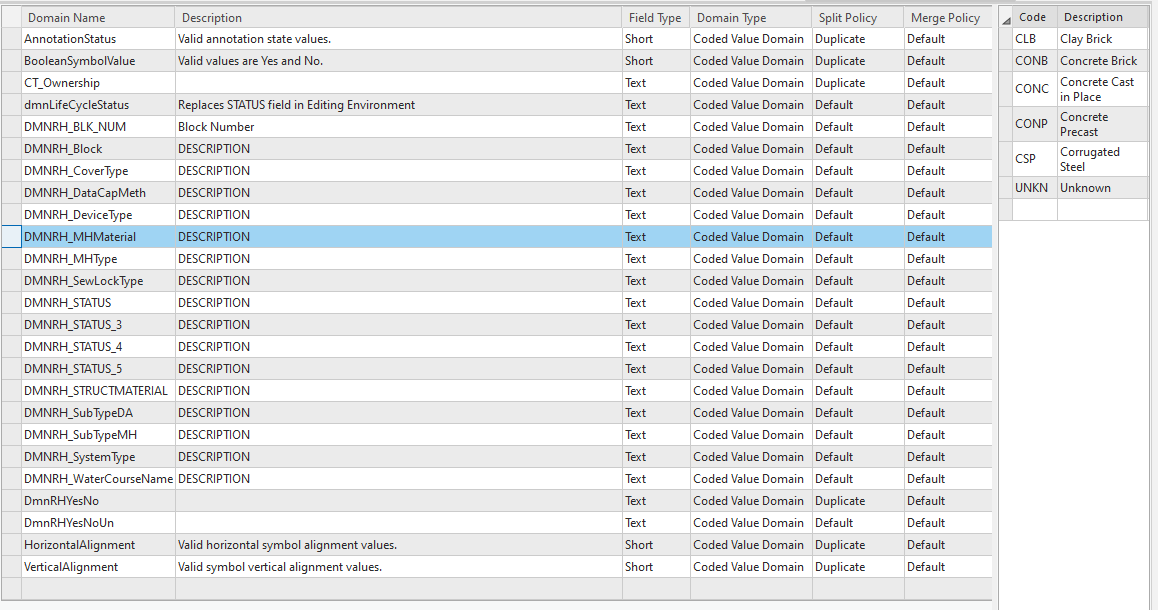 Domain Name Description Field Type Domain Type Split Policy Merge Policy
AnnotationStatus Valid annotation state values. Short Coded Value Domain Duplicate Default
BooleanSymbolValue Valid values are Yes and No. Short Coded Value Domain Duplicate Default
CT_Ownership Text Coded Value Domain Duplicate Default
dmnLifeCycleStatus Replaces STATUS field in Editing Environment Text Coded Value Domain Default Default
DMNRH_BLK_NUM Block Number Text Coded Value Domain Default Default
DMNRH_Block DESCRIPTION Text Coded Value Domain Default Default
DMNRH_CoverType DESCRIPTION Text Coded Value Domain Default Default
DMNRH_DataCapMeth DESCRIPTION Text Coded Value Domain Default Default
DMNRH_DeviceType DESCRIPTION Text Coded Value Domain Default Default
DMNRH_MHMaterial DESCRIPTION Text Coded Value Domain Default Default
DMNRH_MHType DESCRIPTION Text Coded Value Domain Default Default
DMNRH_SewLockType DESCRIPTION Text Coded Value Domain Default Default
DMNRH_STATUS DESCRIPTION Text Coded Value Domain Default Default
DMNRH_STATUS_3 DESCRIPTION Text Coded Value Domain Default Default
DMNRH_STATUS_4 DESCRIPTION Text Coded Value Domain Default Default
DMNRH_STATUS_5 DESCRIPTION Text Coded Value Domain Default Default
DMNRH_STRUCTMATERIAL DESCRIPTION Text Coded Value Domain Default Default
DMNRH_SubTypeDA DESCRIPTION Text Coded Value Domain Default Default
DMNRH_SubTypeMH DESCRIPTION Text Coded Value Domain Default Default
DMNRH_SystemType DESCRIPTION Text Coded Value Domain Default Default
DMNRH_WaterCourseName DESCRIPTION Text Coded Value Domain Default Default
DmnRHYesNo Text Coded Value Domain Duplicate Default
DmnRHYesNoUn Text Coded Value Domain Default Default
HorizontalAlignment Valid horizontal symbol alignment values. Short Coded Value Domain Duplicate Default
VerticalAlignment Valid symbol vertical alignment values. Short Coded Value Domain Duplicate Default
Code Description
CLB Clay Brick
CONB Concrete Brick
CONC Concrete Cast
in Place
CONP Concrete
Precast
CSP Corrugated
Steel
UNKN Unknown